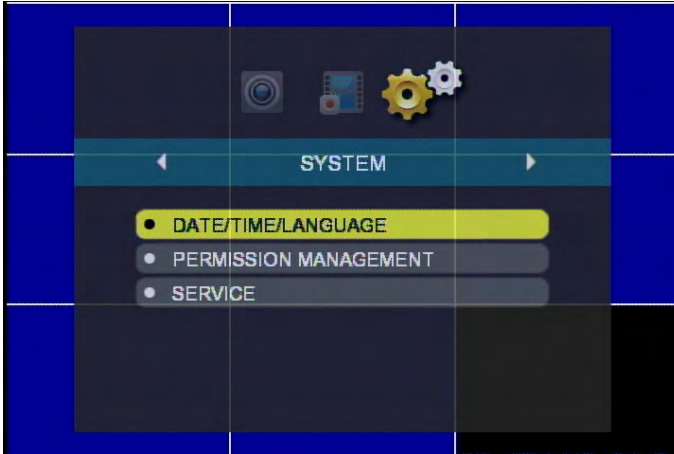 SYSTEM
DATE/TIME/LANGUAGE
PERMISSION MANAGEMENT
SERVICE